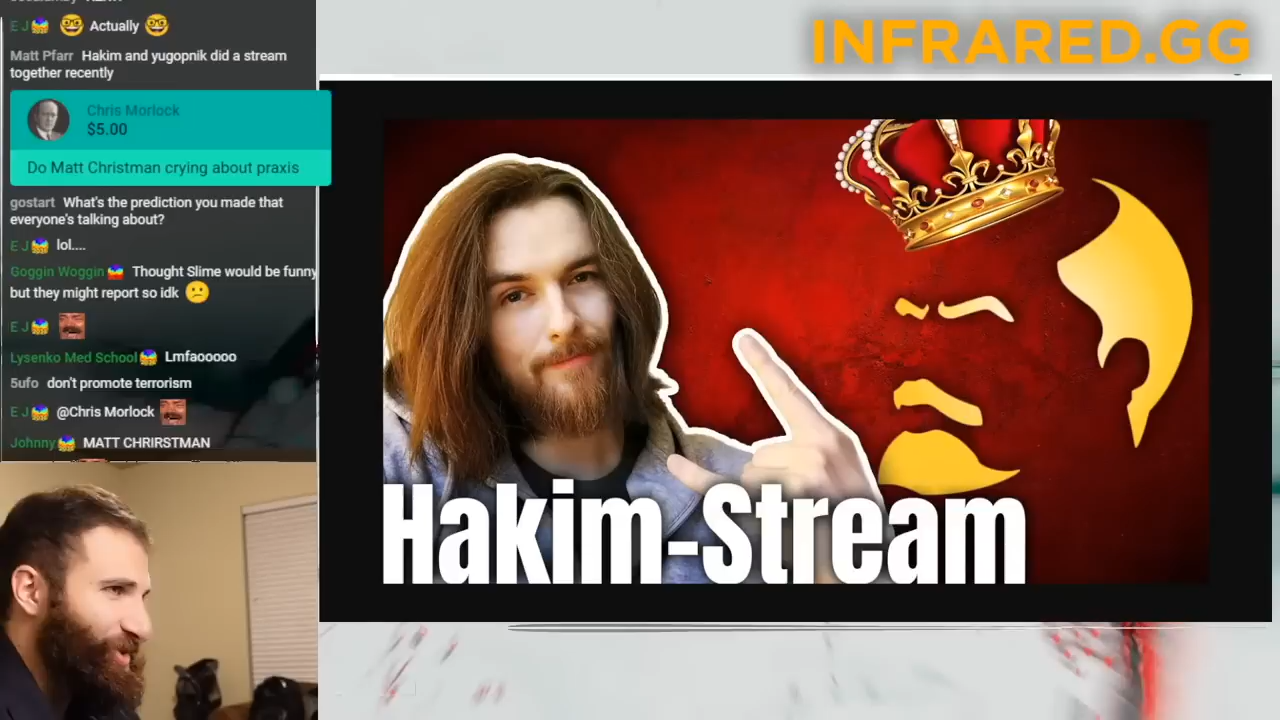 E J Actually
Matt Pfarr Hakim and yugopnik did a stream
together recently
Chris Morlock
$5.00
Do Matt Christman crying about praxis
gostart What's the prediction you made that
everyone's talking about?
E J lol....
Goggin Woggin Thought Slime would be funny
but they might report so idk
E J
Lysenko Med School Lmfaooooo
5ufo don't promote terrorism
E J @Chris Morlock
Johnny MATT CHRIRSTMAN
INFRARED.GG
Hakim-Stream